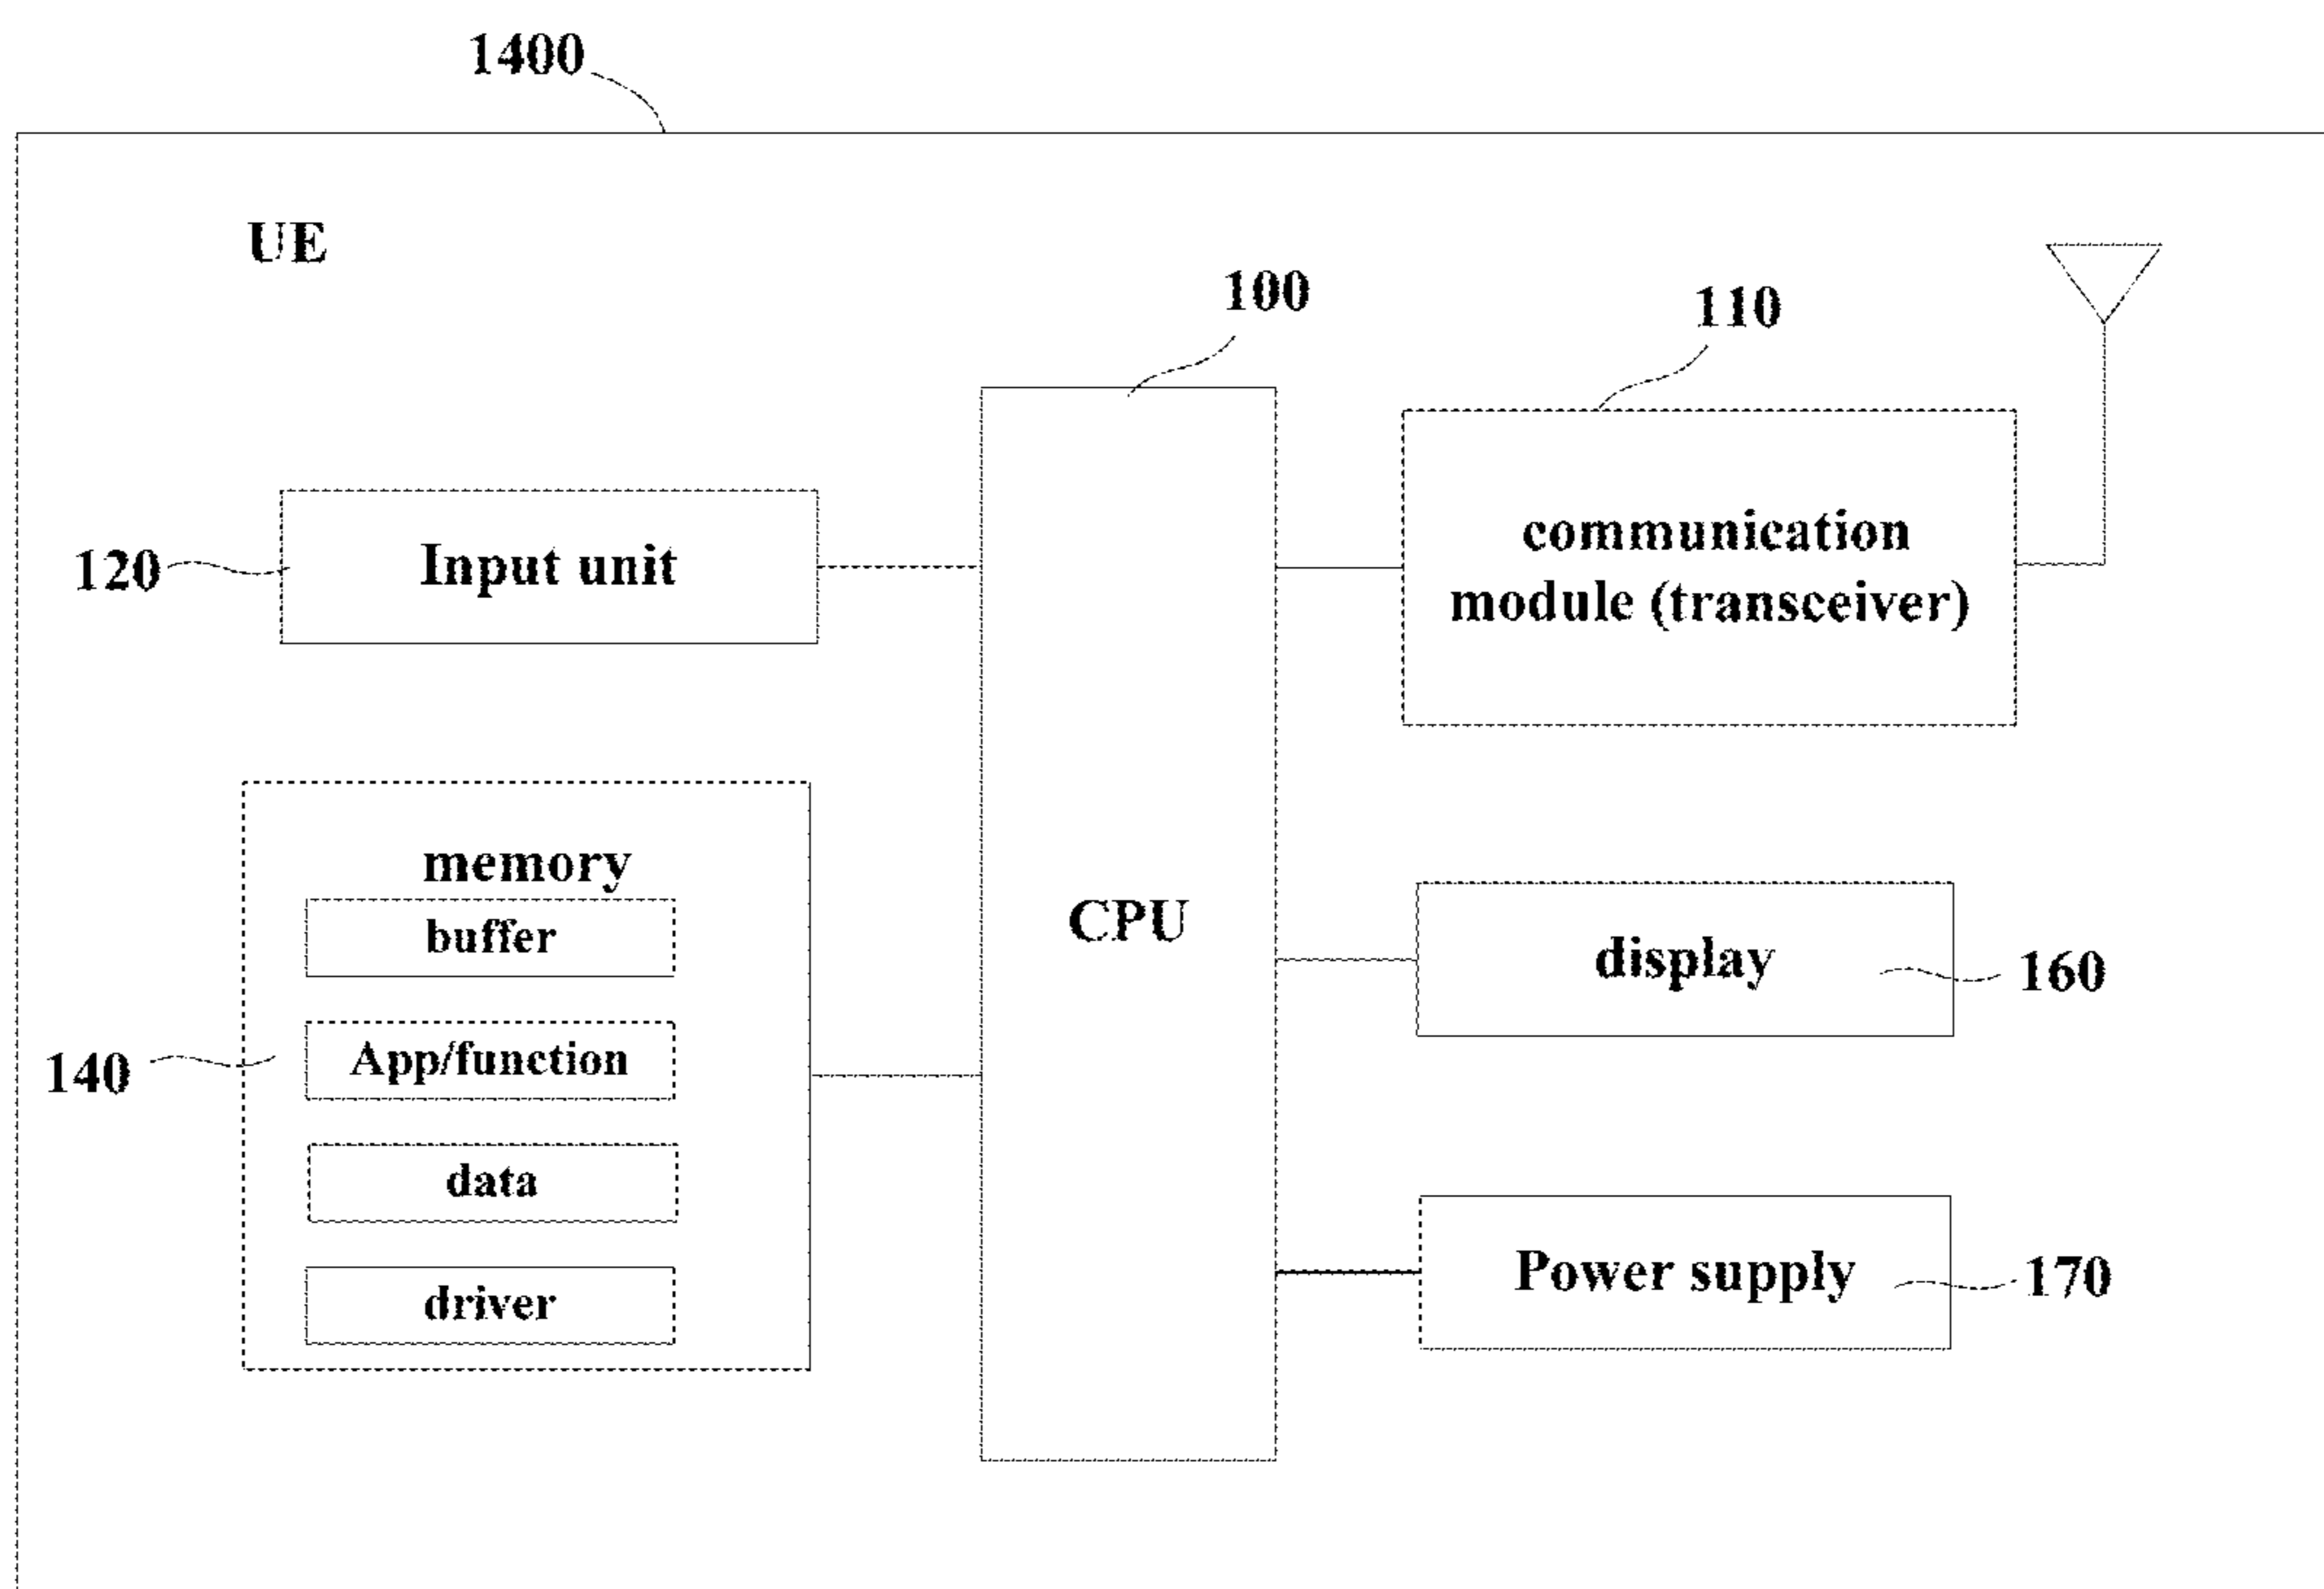 1400
UE
100
110
120
Input unit
communication
module (transceiver)
memory
buffer
CPU
display
160
140
App/function
data
driver
Power supply
170